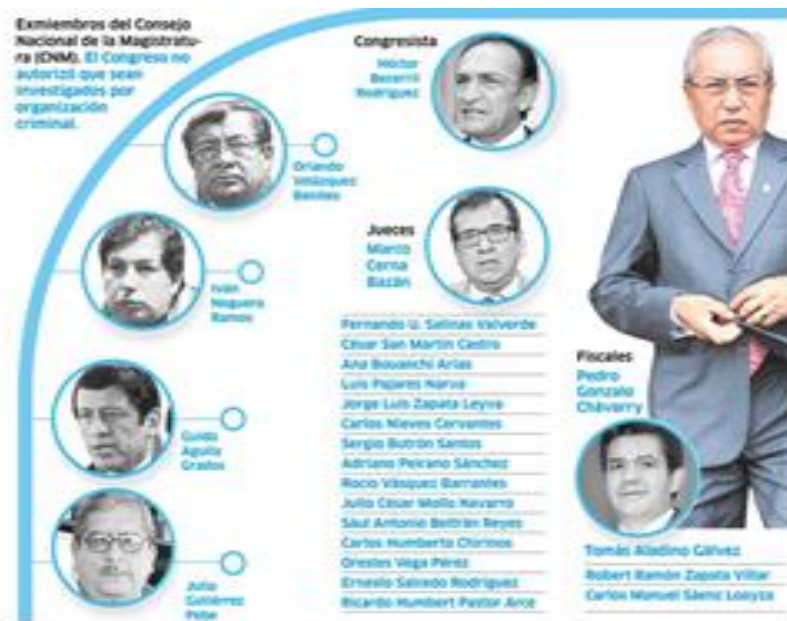 Exmiembros del Consejo
Nacional de la Magistratu-
ra (CNM). El Congreso no
autorizó que sean
investigados por
organización
criminal.
Orlando
Velásquez
Benites
Iván
Noguera
Ramos
Guido
Aguila
Grados
Julio
Gutiérrez
Pebe
Congresista
Héctor
Becerril
Rodríguez
Jueces
Marco
Cerna
Bazán
Fernando U. Salinas Valverde
César San Martín Castro
Ana Bouanchi Arias
Luis Pajares Narva
Jorge Luis Zapata Leyva
Carlos Nieves Cervantes
Sergio Butrón Santos
Adriano Peirano Sánchez
Rocío Vásquez Barrantes
Julio César Mollo Navarro
Saúl Antonio Beltrán Reyes
Carlos Humberto Chirinos
Orestes Vega Pérez
Ernesto Salcedo Rodríguez
Ricardo Humbert Pastor Arce
Fiscales
Pedro
Gonzalo
Chávarry
Tomás Aladino Gálvez
Robert Ramón Zapata Villar
Carlos Manuel Sáenz Loayza